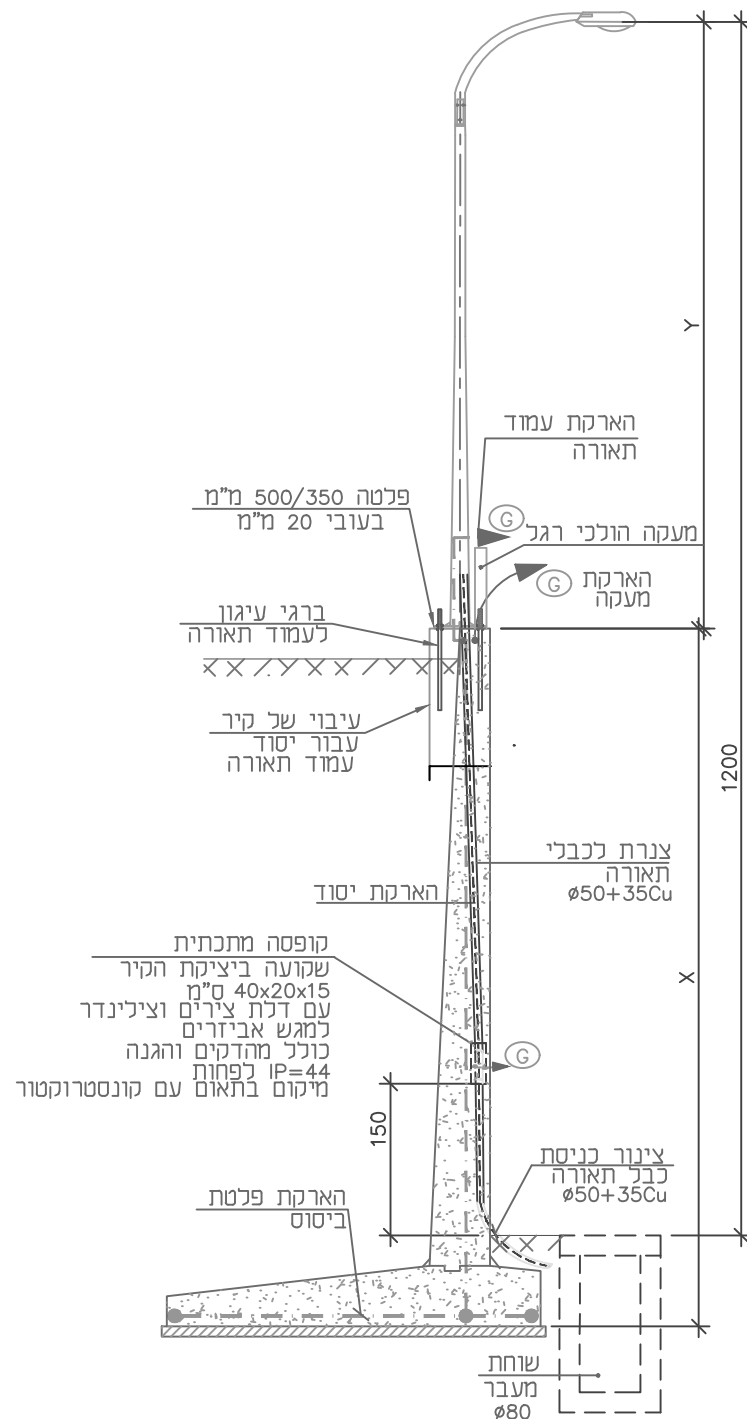 Y
הארקת עמוד
תאורה
פלטה 500/350 מ"מ
בעובי 20 מ"מ
G
מעקה הולכי רגל
G
הארקת
מעקה
ברגי עיגון
לעמוד תאורה
עיבוי של קיר
עבור יסוד
עמוד תאורה
1200
צנרת לכבלי
תאורה
ø50+35Cu
הארקת יסוד
קופסה מתכתית
שקועה ביציקת הקיר
40x20x15 ס"מ
עם דלת צירים וצילינדר
למגש אביזרים
כולל מהדקים והגנה
IP=44 לפחות
מיקום בתאום עם קונסטרוקטור
X
G
150
צינור כניסת
כבל תאורה
ø50+35Cu
הארקת פלטת
ביסוס
שוחת
מעבר
ø80